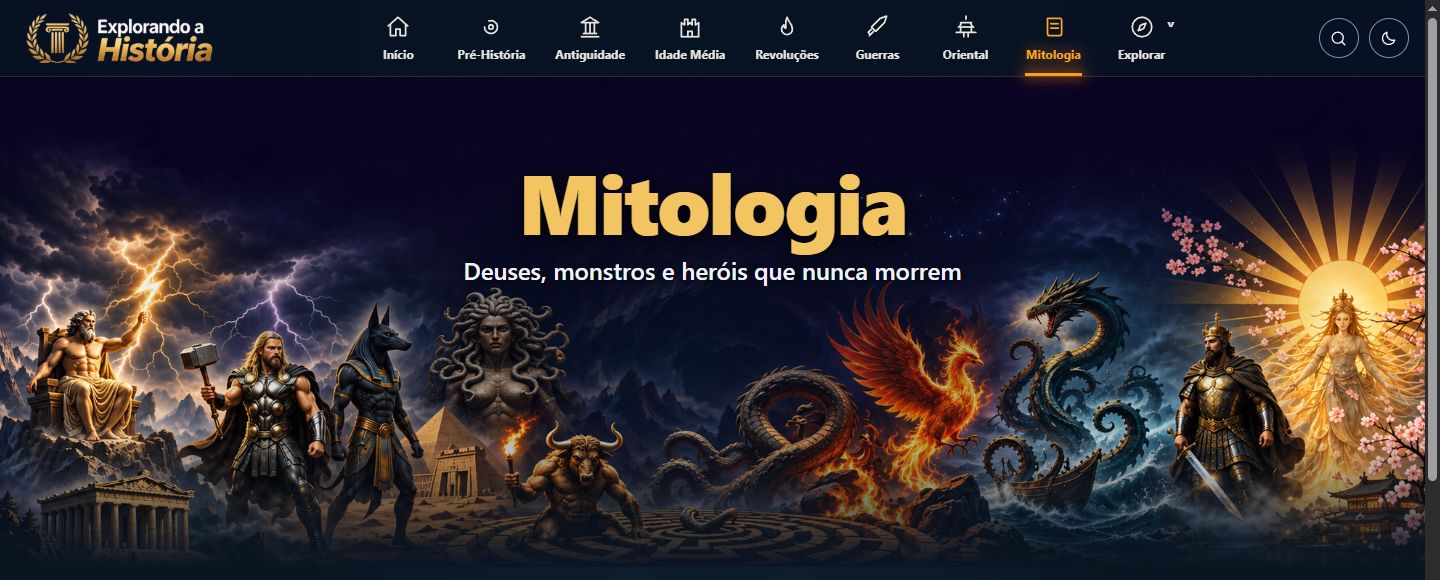 Explorando a
História
Início
Pré-História
Antiguidade
Idade Média
Revoluções
Guerras
Oriental
Mitologia
Explorar
Mitologia
Deuses, monstros e heróis que nunca morrem